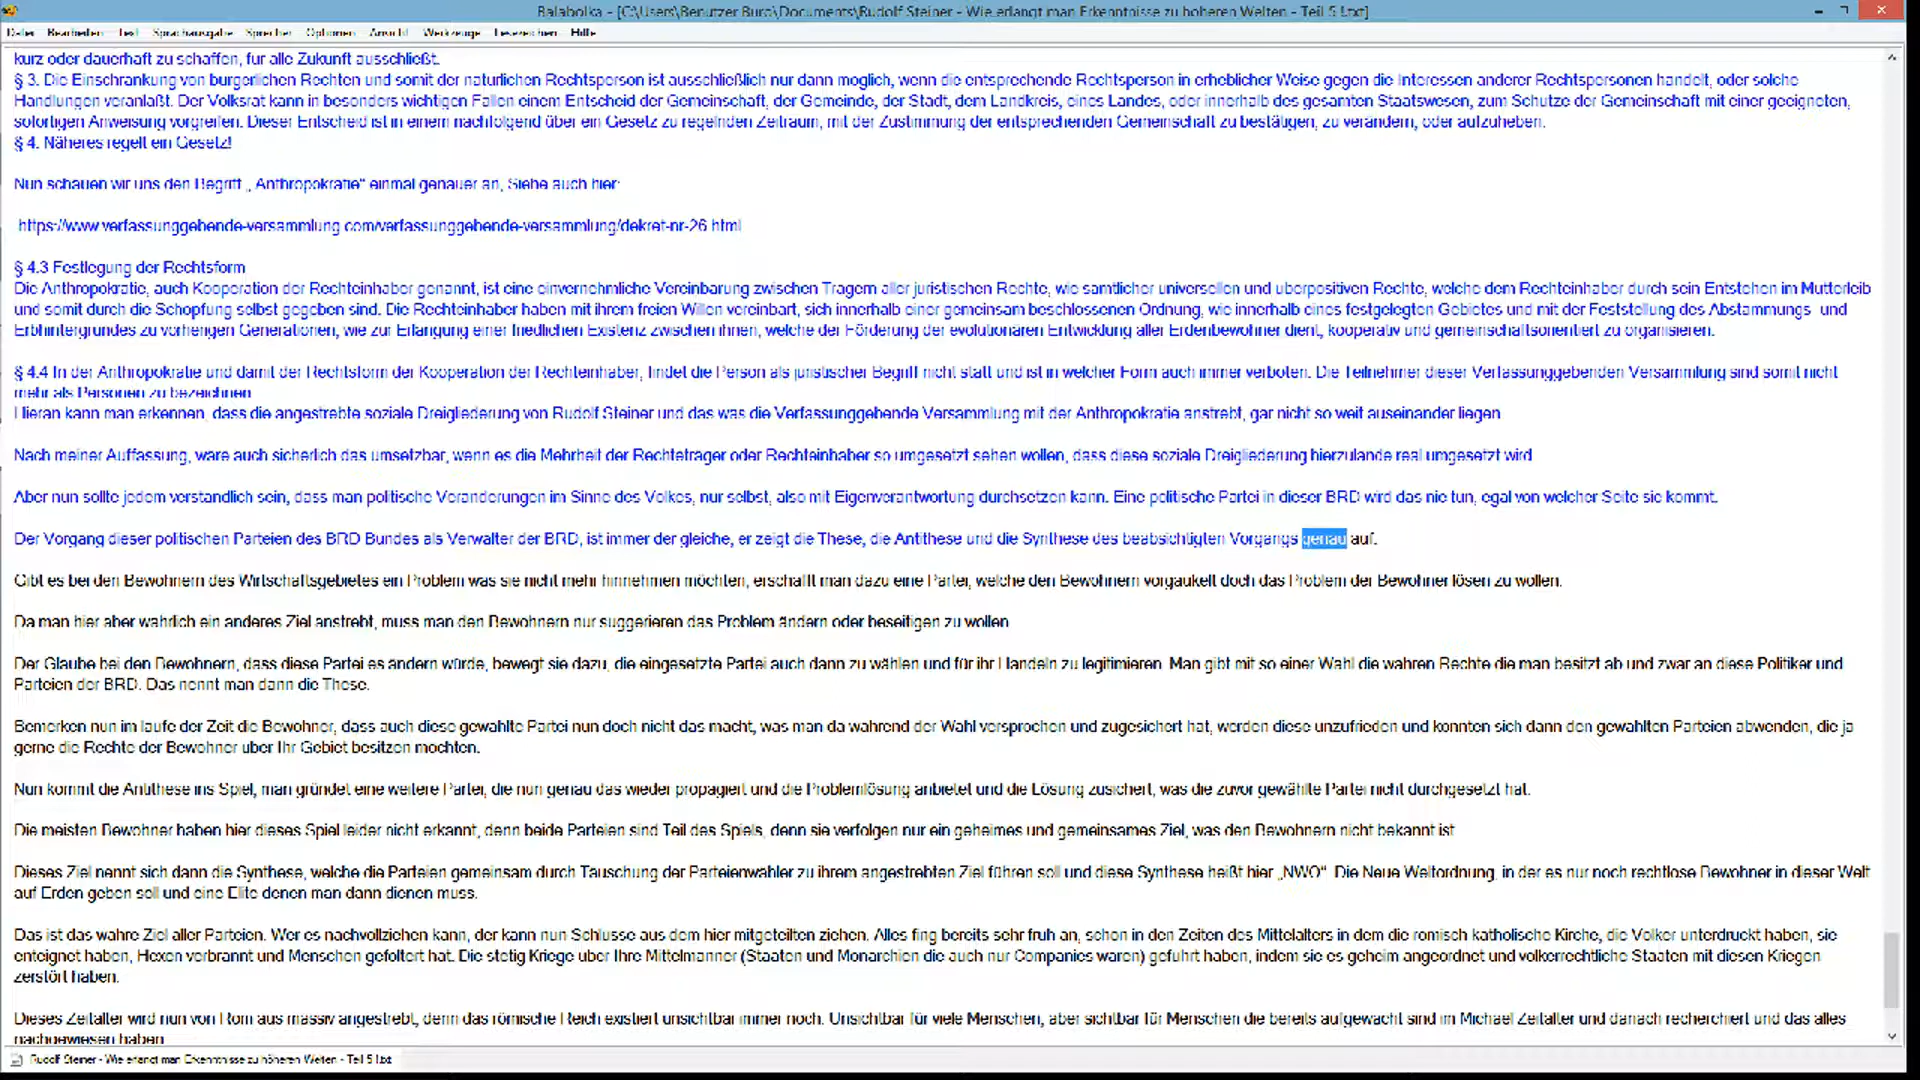 Balabolka - [C:\Users\Benutzer Büro\Documents\Rudolf Steiner - Wie erlangt man Erkenntnisse zu höheren Welten - Teil 5 l.txt]
Datei Bearbeiten Text Sprachausgabe Sprecher Optionen Ansicht Werkzeuge Lesezeichen Hilfe
kurz oder dauerhaft zu schaffen, für alle Zukunft ausschließt.
§ 3. Die Einschränkung von bürgerlichen Rechten und somit der natürlichen Rechtsperson ist ausschließlich nur dann möglich, wenn die entsprechende Rechtsperson in erheblicher Weise gegen die Interessen anderer Rechtspersonen handelt, oder solche
Handlungen veranlaßt. Der Volksrat kann in besonders wichtigen Fällen einem Entscheid der Gemeinschaft, der Gemeinde, der Stadt, dem Landkreis, eines Landes, oder innerhalb des gesamten Staatswesen, zum Schutze der Gemeinschaft mit einer geeigneten,
sofortigen Anweisung vorgreifen. Dieser Entscheid ist in einem nachfolgend über ein Gesetz zu regelnden Zeitraum, mit der Zustimmung der entsprechenden Gemeinschaft zu bestätigen, zu verändern, oder aufzuheben.
§ 4. Näheres regelt ein Gesetz!
Nun schauen wir uns den Begriff „ Anthropokratie“ einmal genauer an, Siehe auch hier:
https://www.verfassunggebende-versammlung.com/verfassunggebende-versammlung/dekret-nr-26.html
§ 4.3 Festlegung der Rechtsform
Die Anthropokratie, auch Kooperation der Rechteinhaber genannt, ist eine einvernehmliche Vereinbarung zwischen Trägern aller juristischen Rechte, wie sämtlicher universellen und überpositiven Rechte, welche dem Rechteinhaber durch sein Entstehen im Mutterleib
und somit durch die Schöpfung selbst gegeben sind. Die Rechteinhaber haben mit ihrem freien Willen vereinbart, sich innerhalb einer gemeinsam beschlossenen Ordnung, wie innerhalb eines festgelegten Gebietes und mit der Feststellung des Abstammungs- und
Erbhintergrundes zu vorherigen Generationen, wie zur Erlangung einer friedlichen Existenz zwischen ihnen, welche der Förderung der evolutionären Entwicklung aller Erdenbewohner dient, kooperativ und gemeinschaftsorientiert zu organisieren.
§ 4.4 In der Anthropokratie und damit der Rechtsform der Kooperation der Rechteinhaber, findet die Person als juristischer Begriff nicht statt und ist in welcher Form auch immer verboten. Die Teilnehmer dieser Verfassunggebenden Versammlung sind somit nicht
mehr als Personen zu bezeichnen.
Hieran kann man erkennen, dass die angestrebte soziale Dreigliederung von Rudolf Steiner und das was die Verfassunggebende Versammlung mit der Anthropokratie anstrebt, gar nicht so weit auseinander liegen.
Nach meiner Auffassung, wäre auch sicherlich das umsetzbar, wenn es die Mehrheit der Rechteträger oder Rechteinhaber so umgesetzt sehen wollen, dass diese soziale Dreigliederung hierzulande real umgesetzt wird.
Aber nun sollte jedem verständlich sein, dass man politische Veränderungen im Sinne des Volkes, nur selbst, also mit Eigenverantwortung durchsetzen kann. Eine politische Partei in dieser BRD wird das nie tun, egal von welcher Seite sie kommt.
Der Vorgang dieser politischen Parteien des BRD Bundes als Verwalter der BRD, ist immer der gleiche, er zeigt die These, die Antithese und die Synthese des beabsichtigten Vorgangs genau auf.
Gibt es bei den Bewohnern des Wirtschaftsgebietes ein Problem was sie nicht mehr hinnehmen möchten, erschafft man dazu eine Partei, welche den Bewohnern vorgaukelt doch das Problem der Bewohner lösen zu wollen.
Da man hier aber wahrlich ein anderes Ziel anstrebt, muss man den Bewohnern nur suggerieren das Problem ändern oder beseitigen zu wollen.
Der Glaube bei den Bewohnern, dass diese Partei es ändern würde, bewegt sie dazu, die eingesetzte Partei auch dann zu wählen und für ihr Handeln zu legitimieren. Man gibt mit so einer Wahl die wahren Rechte die man besitzt ab und zwar an diese Politiker und
Parteien der BRD. Das nennt man dann die These.
Bemerken nun im laufe der Zeit die Bewohner, dass auch diese gewählte Partei nun doch nicht das macht, was man da während der Wahl versprochen und zugesichert hat, werden diese unzufrieden und könnten sich dann den gewählten Parteien abwenden, die ja
gerne die Rechte der Bewohner über Ihr Gebiet besitzen möchten.
Nun kommt die Antithese ins Spiel, man gründet eine weitere Partei, die nun genau das wieder propagiert und die Problemlösung anbietet und die Lösung zusichert, was die zuvor gewählte Partei nicht durchgesetzt hat.
Die meisten Bewohner haben hier dieses Spiel leider nicht erkannt, denn beide Parteien sind Teil des Spiels, denn sie verfolgen nur ein geheimes und gemeinsames Ziel, was den Bewohnern nicht bekannt ist.
Dieses Ziel nennt sich dann die Synthese, welche die Parteien gemeinsam durch Täuschung der Parteienwähler zu ihrem angestrebten Ziel führen soll und diese Synthese heißt hier „NWO“. Die Neue Weltordnung, in der es nur noch rechtlose Bewohner in dieser Welt
auf Erden geben soll und eine Elite denen man dann dienen muss.
Das ist das wahre Ziel aller Parteien. Wer es nachvollziehen kann, der kann nun Schlüsse aus dem hier mitgeteilten ziehen. Alles fing bereits sehr früh an, schon in den Zeiten des Mittelalters in dem die römisch katholische Kirche, die Völker unterdrückt haben, sie
enteignet haben, Hexen verbrannt und Menschen gefoltert hat. Die stetig Kriege über Ihre Mittelmänner (Staaten und Monarchien die auch nur Companies waren) geführt haben, indem sie es geheim angeordnet und völkerrechtliche Staaten mit diesen Kriegen
zerstört haben.
Dieses Zeitalter wird nun von Rom aus massiv angestrebt, denn das römische Reich existiert unsichtbar immer noch. Unsichtbar für viele Menschen, aber sichtbar für Menschen die bereits aufgewacht sind im Michael Zeitalter und danach recherchiert und das alles
nachgewiesen haben.
Rudolf Steiner - Wie erlangt man Erkenntnisse zu höheren Welten - Teil 5 l.txt